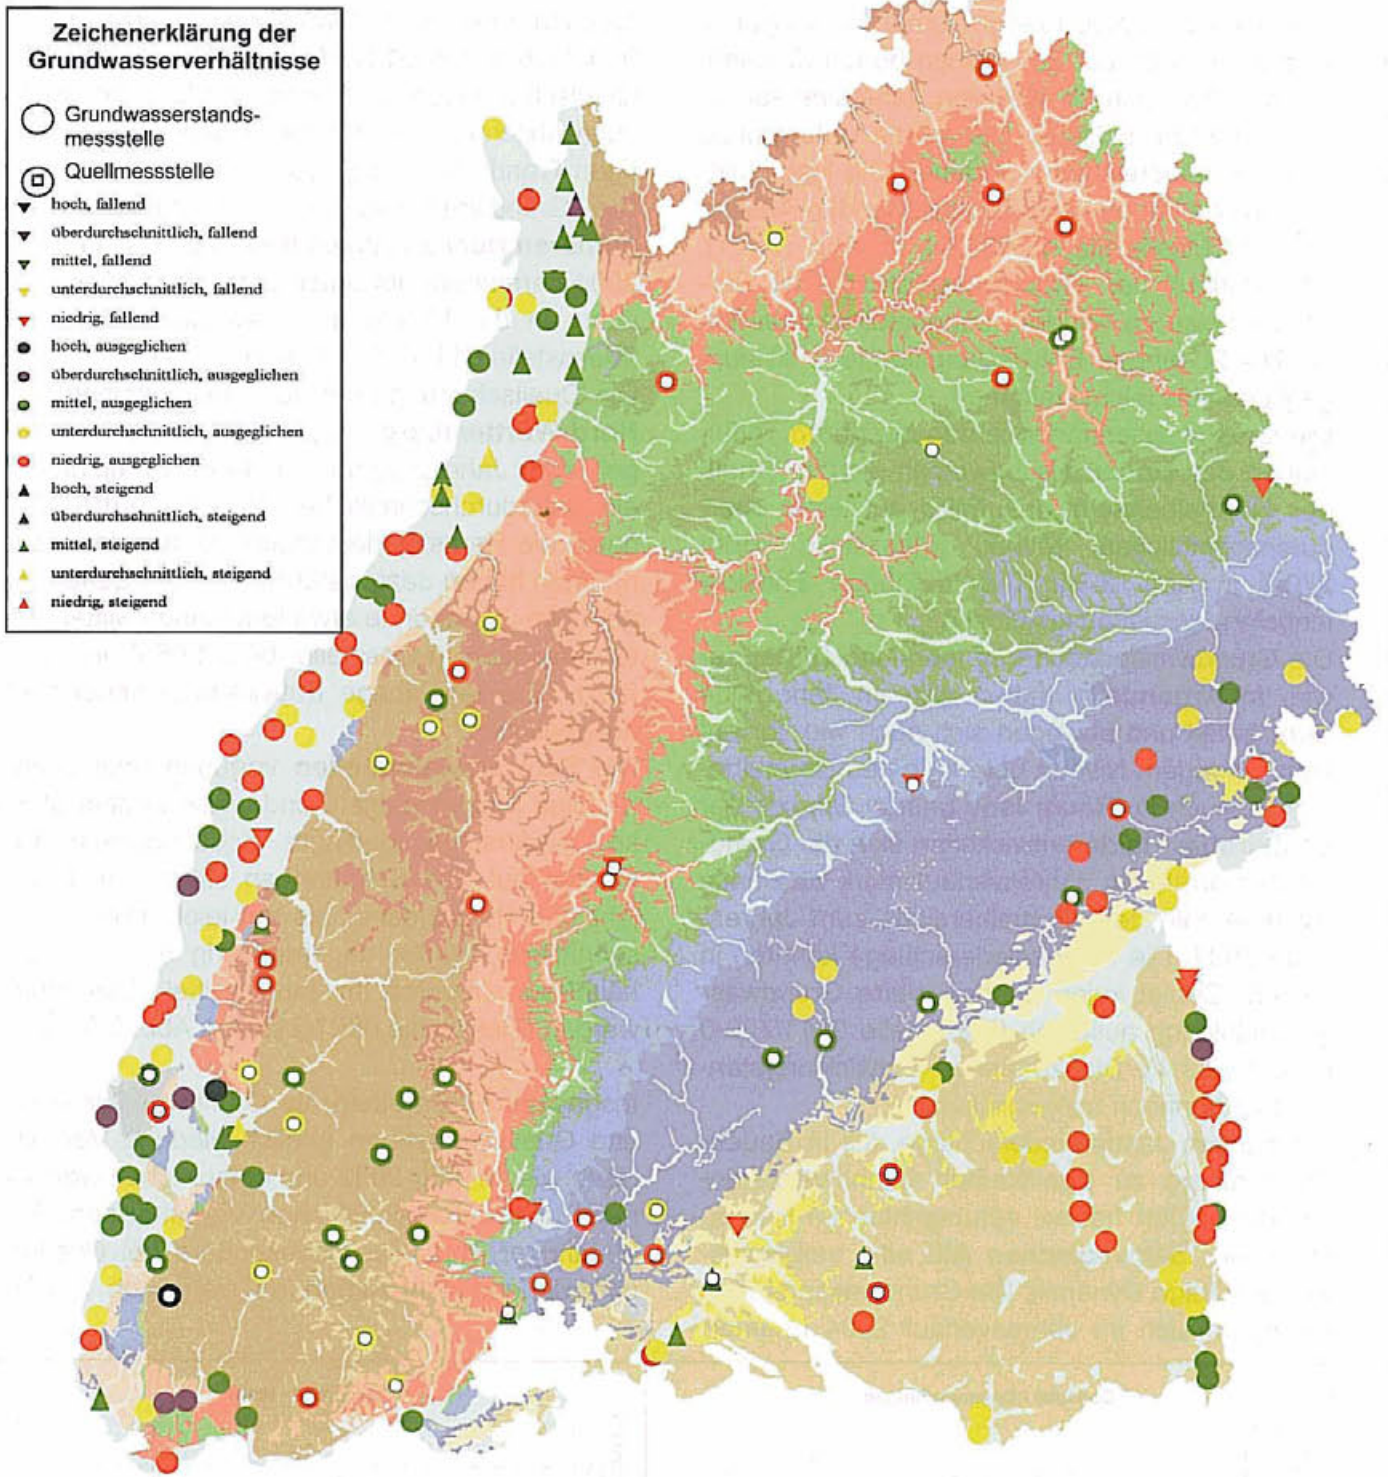 Zeichenerklärung der
Grundwasserverhältnisse
Grundwasserstands-
messstelle
Quellmessstelle
hoch, fallend
überdurchschnittlich, fallend
mittel, fallend
unterdurchschnittlich, fallend
niedrig, fallend
hoch, ausgeglichen
überdurchschnittlich, ausgeglichen
mittel, ausgeglichen
unterdurchschnittlich, ausgeglichen
niedrig, ausgeglichen
hoch, steigend
überdurchschnittlich, steigend
mittel, steigend
unterdurchschnittlich, steigend
niedrig, steigend